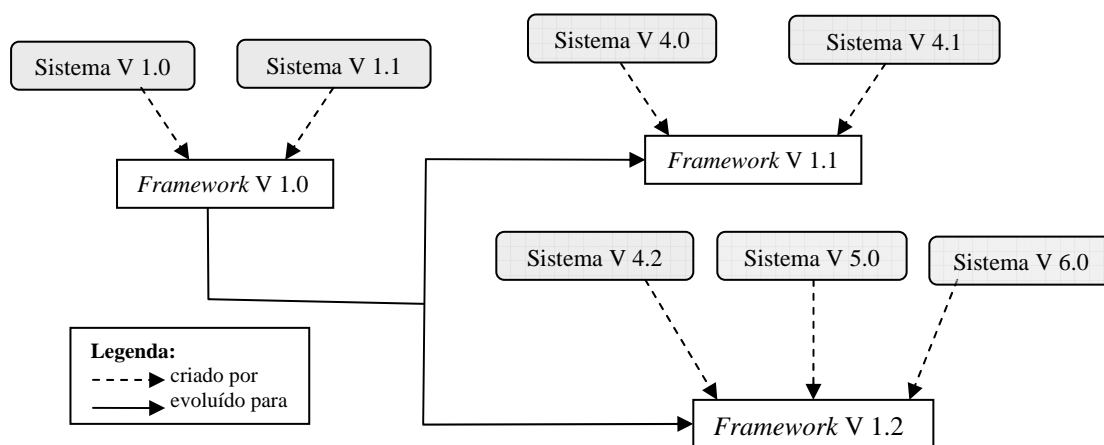 Sistema V 1.0
Sistema V 1.1
Sistema V 4.0
Sistema V 4.1
Framework V 1.0
Framework V 1.1
Sistema V 4.2
Sistema V 5.0
Sistema V 6.0
Legenda:
criado por
evoluído para
Framework V 1.2